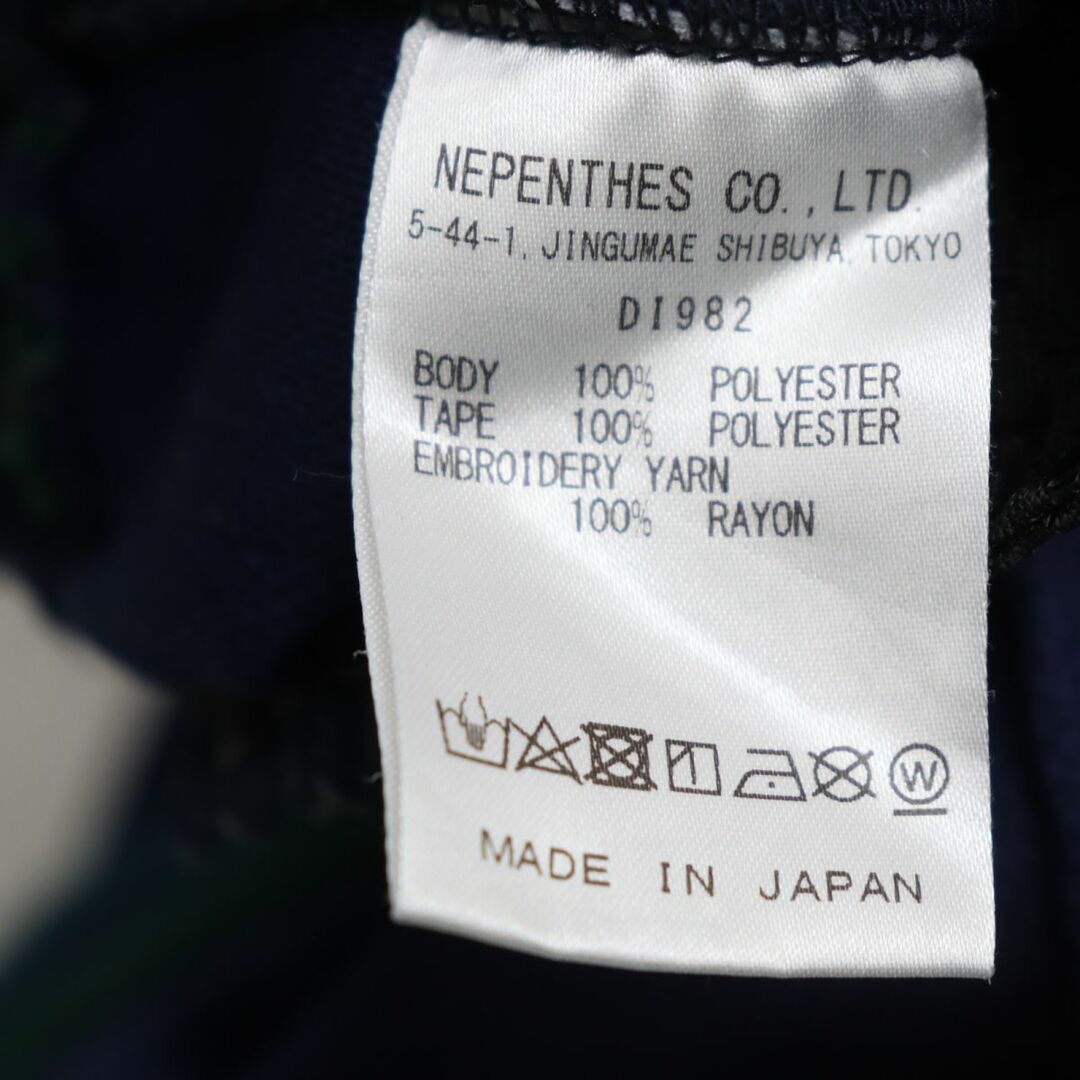 NEPENTHES CO., LTD.
5-44-1, JINGUMAE SHIBUYA, TOKYO
DI982
BODY 100% POLYESTER
TAPE 100% POLYESTER
EMBROIDERY YARN
100% RAYON
W
MADE IN JAPAN